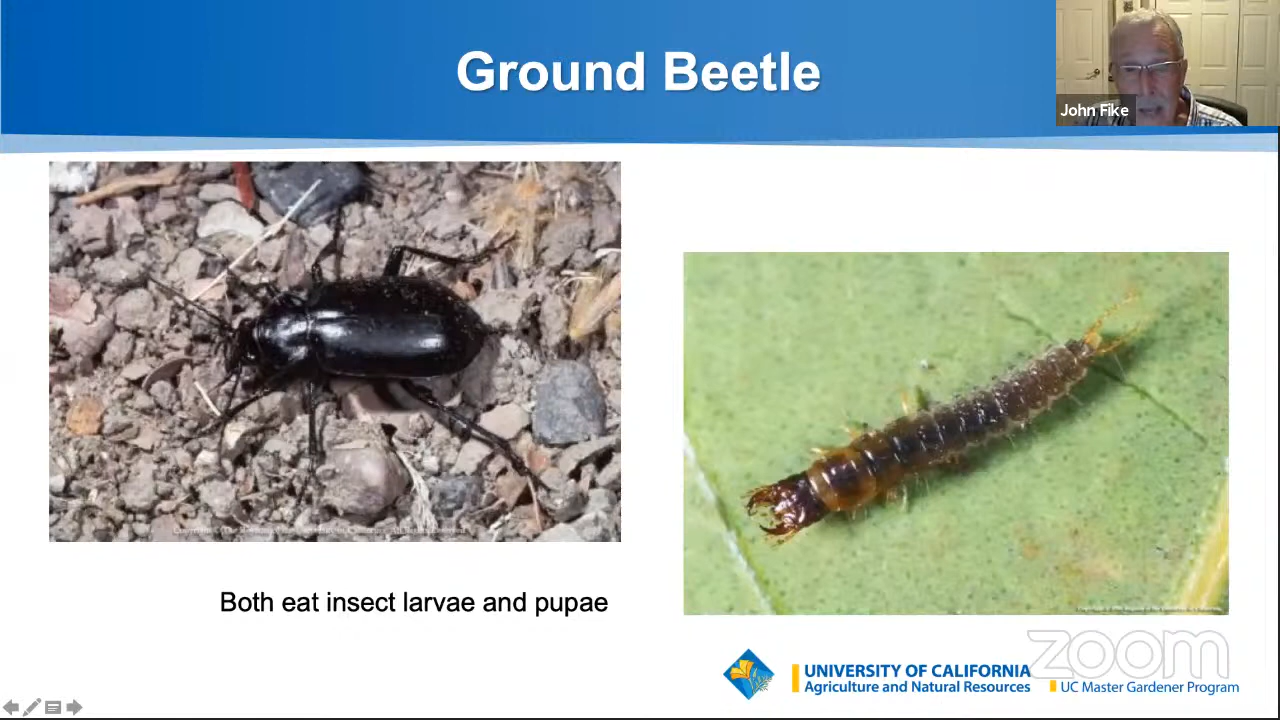 Ground Beetle
John Fike
Both eat insect larvae and pupae
zoom
UNIVERSITY OF CALIFORNIA
Agriculture and Natural Resources
UC Master Gardener Program